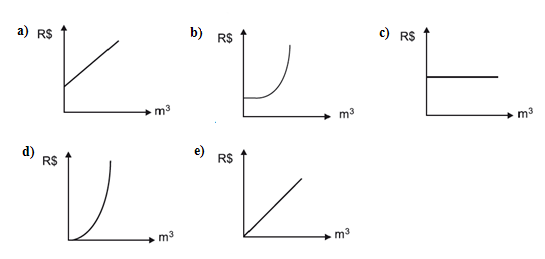 a) R$ m³
b) R$ m³
c) R$ m³
d) R$ m³
e) R$ m³